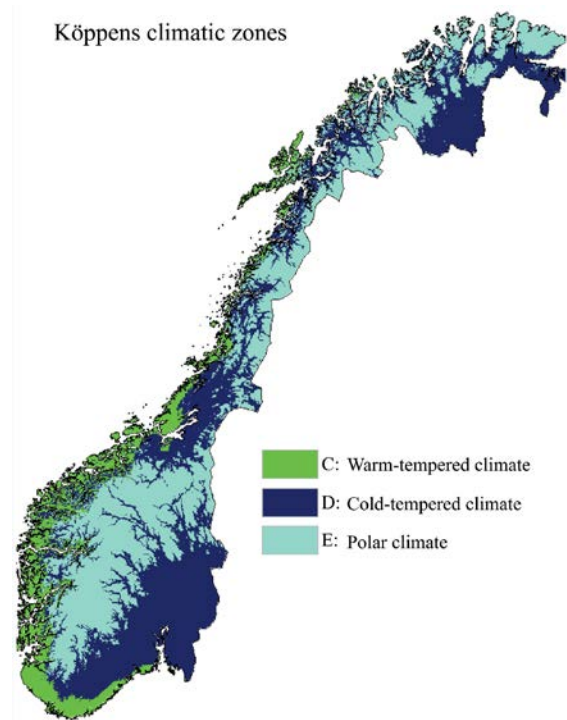 Köppens climatic zones
C: Warm-tempered climate
D: Cold-tempered climate
E: Polar climate